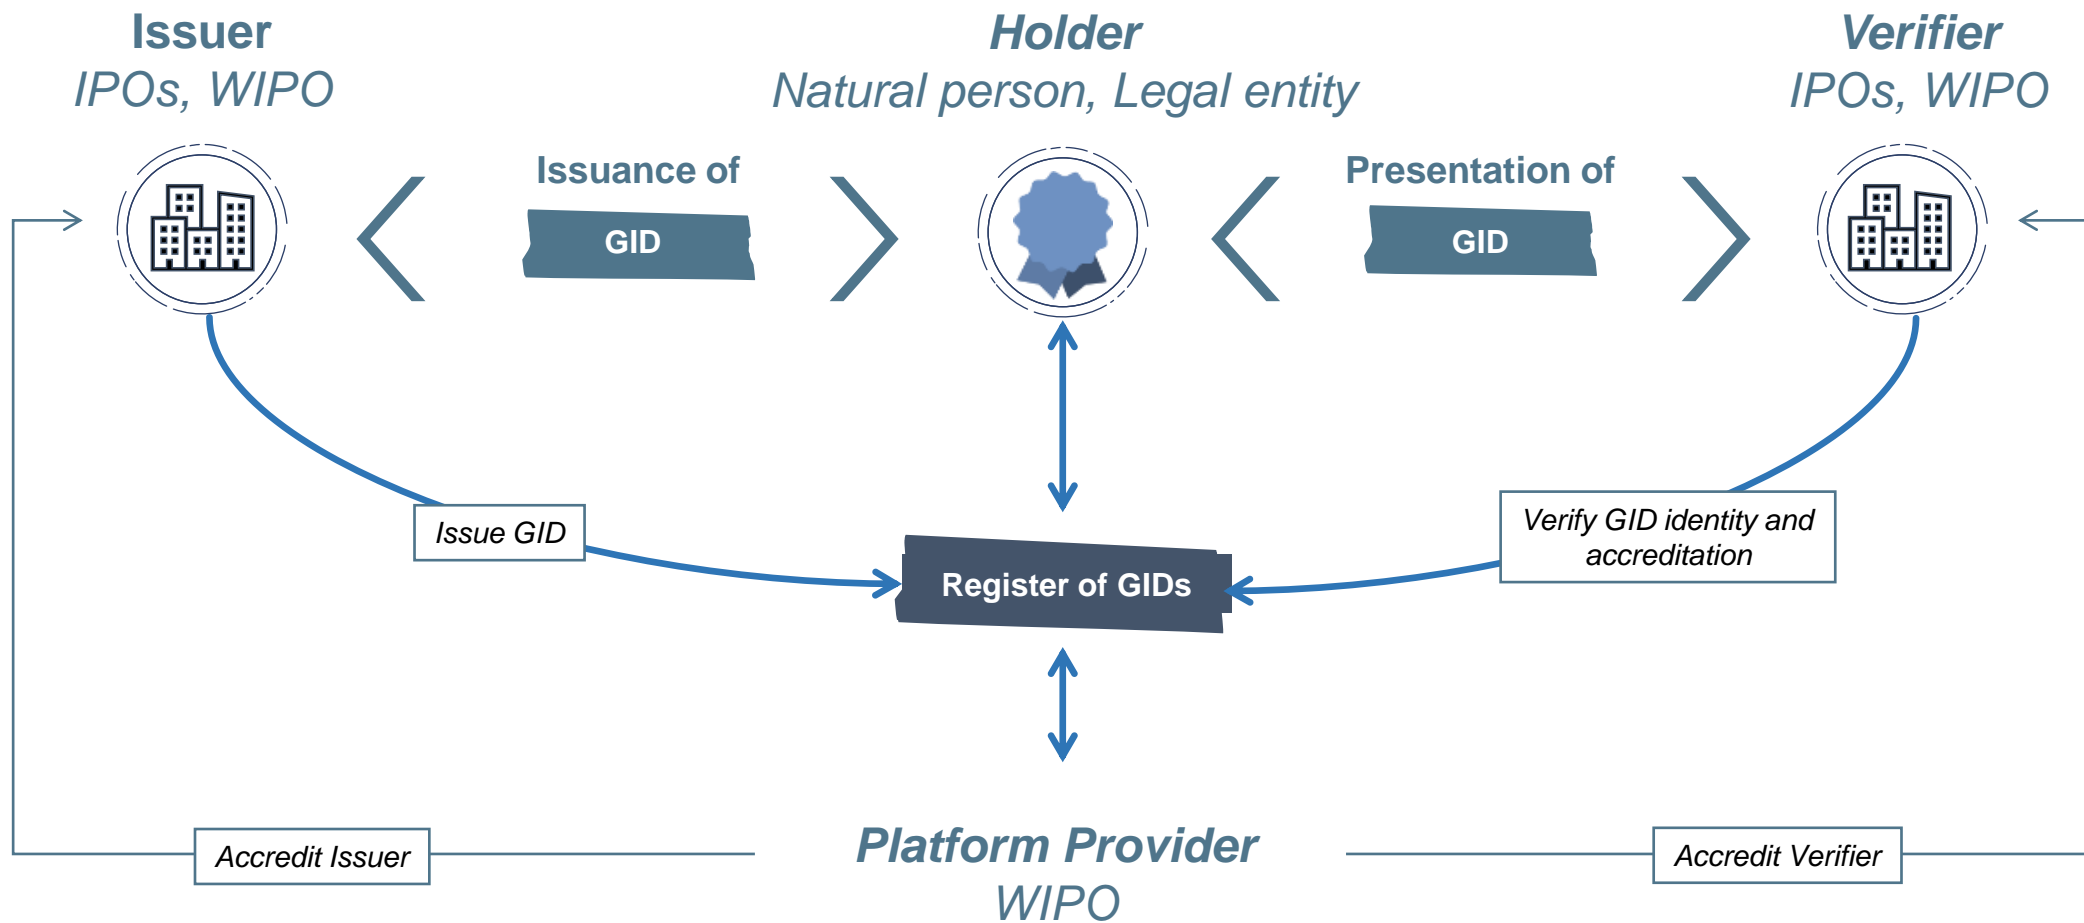 Issuer
IPOs, WIPO
Holder
Natural person, Legal entity
Verifier
IPOs, WIPO
Issuance of
GID
Presentation of
GID
Issue GID
Verify GID identity and
accreditation
Register of GIDs
Accredit Issuer
Platform Provider
WIPO
Accredit Verifier